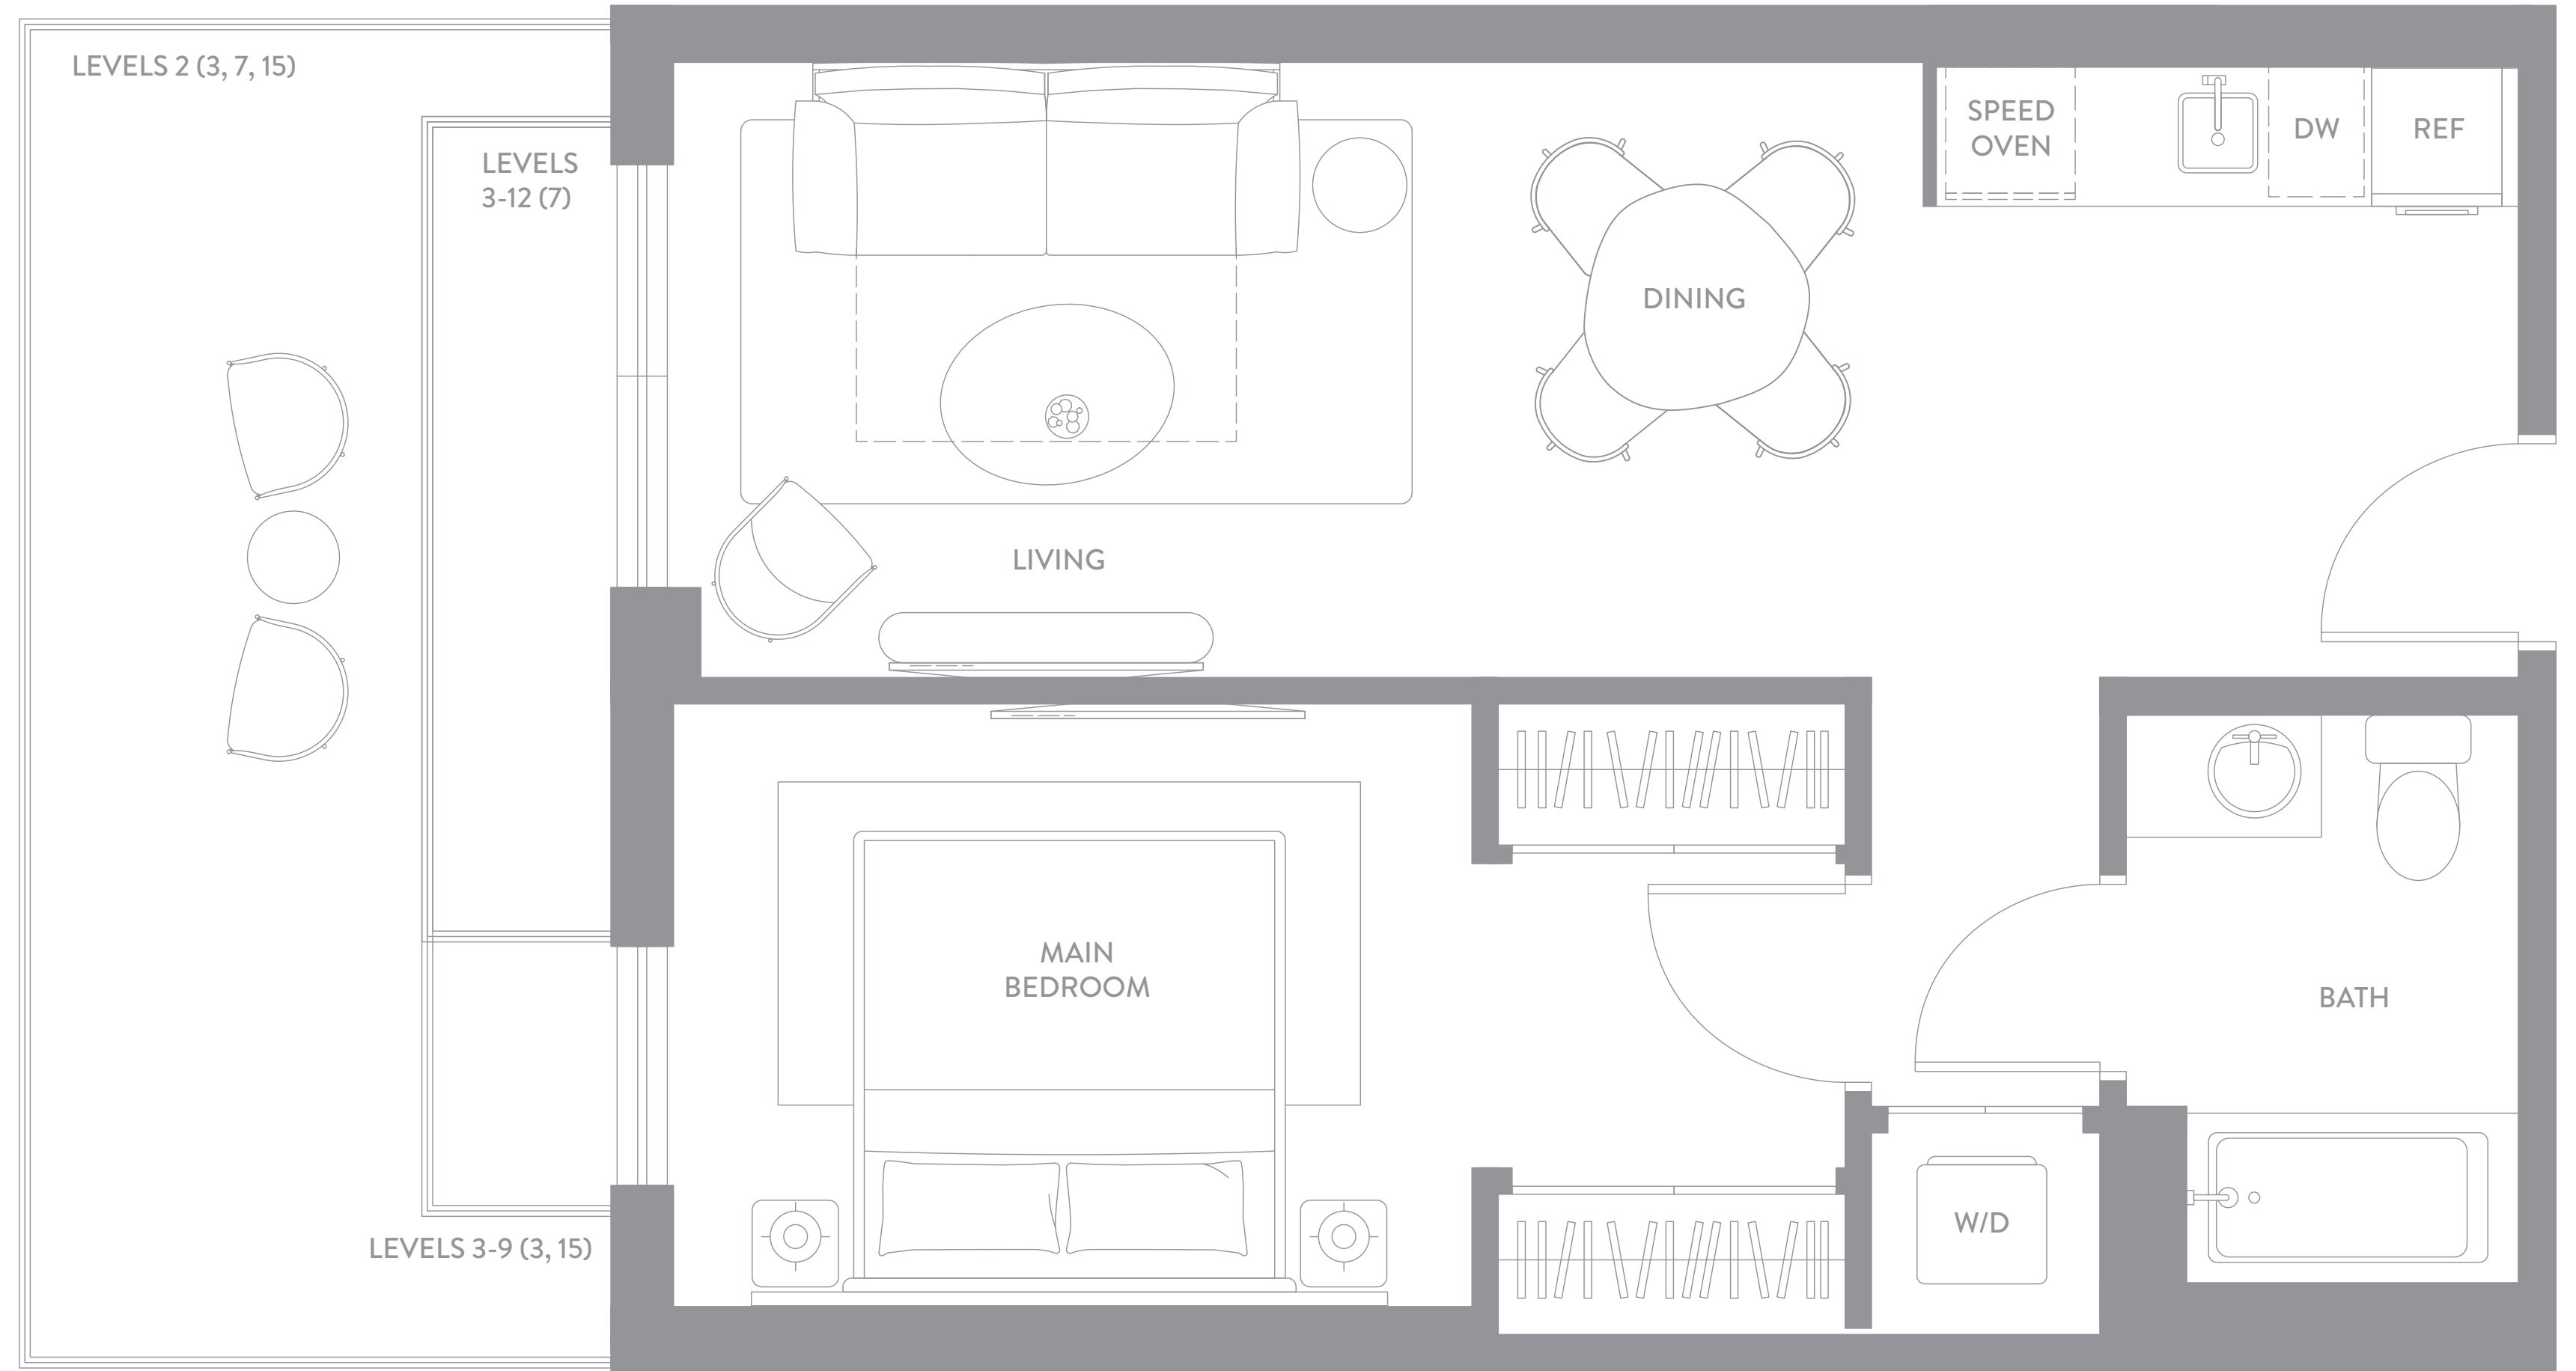 LEVELS 2 (3, 7, 15)
LEVELS
3-12 (7)
SPEED
OVEN
DW
REF
DINING
LIVING
MAIN
BEDROOM
BATH
W/D
LEVELS 3-9 (3, 15)